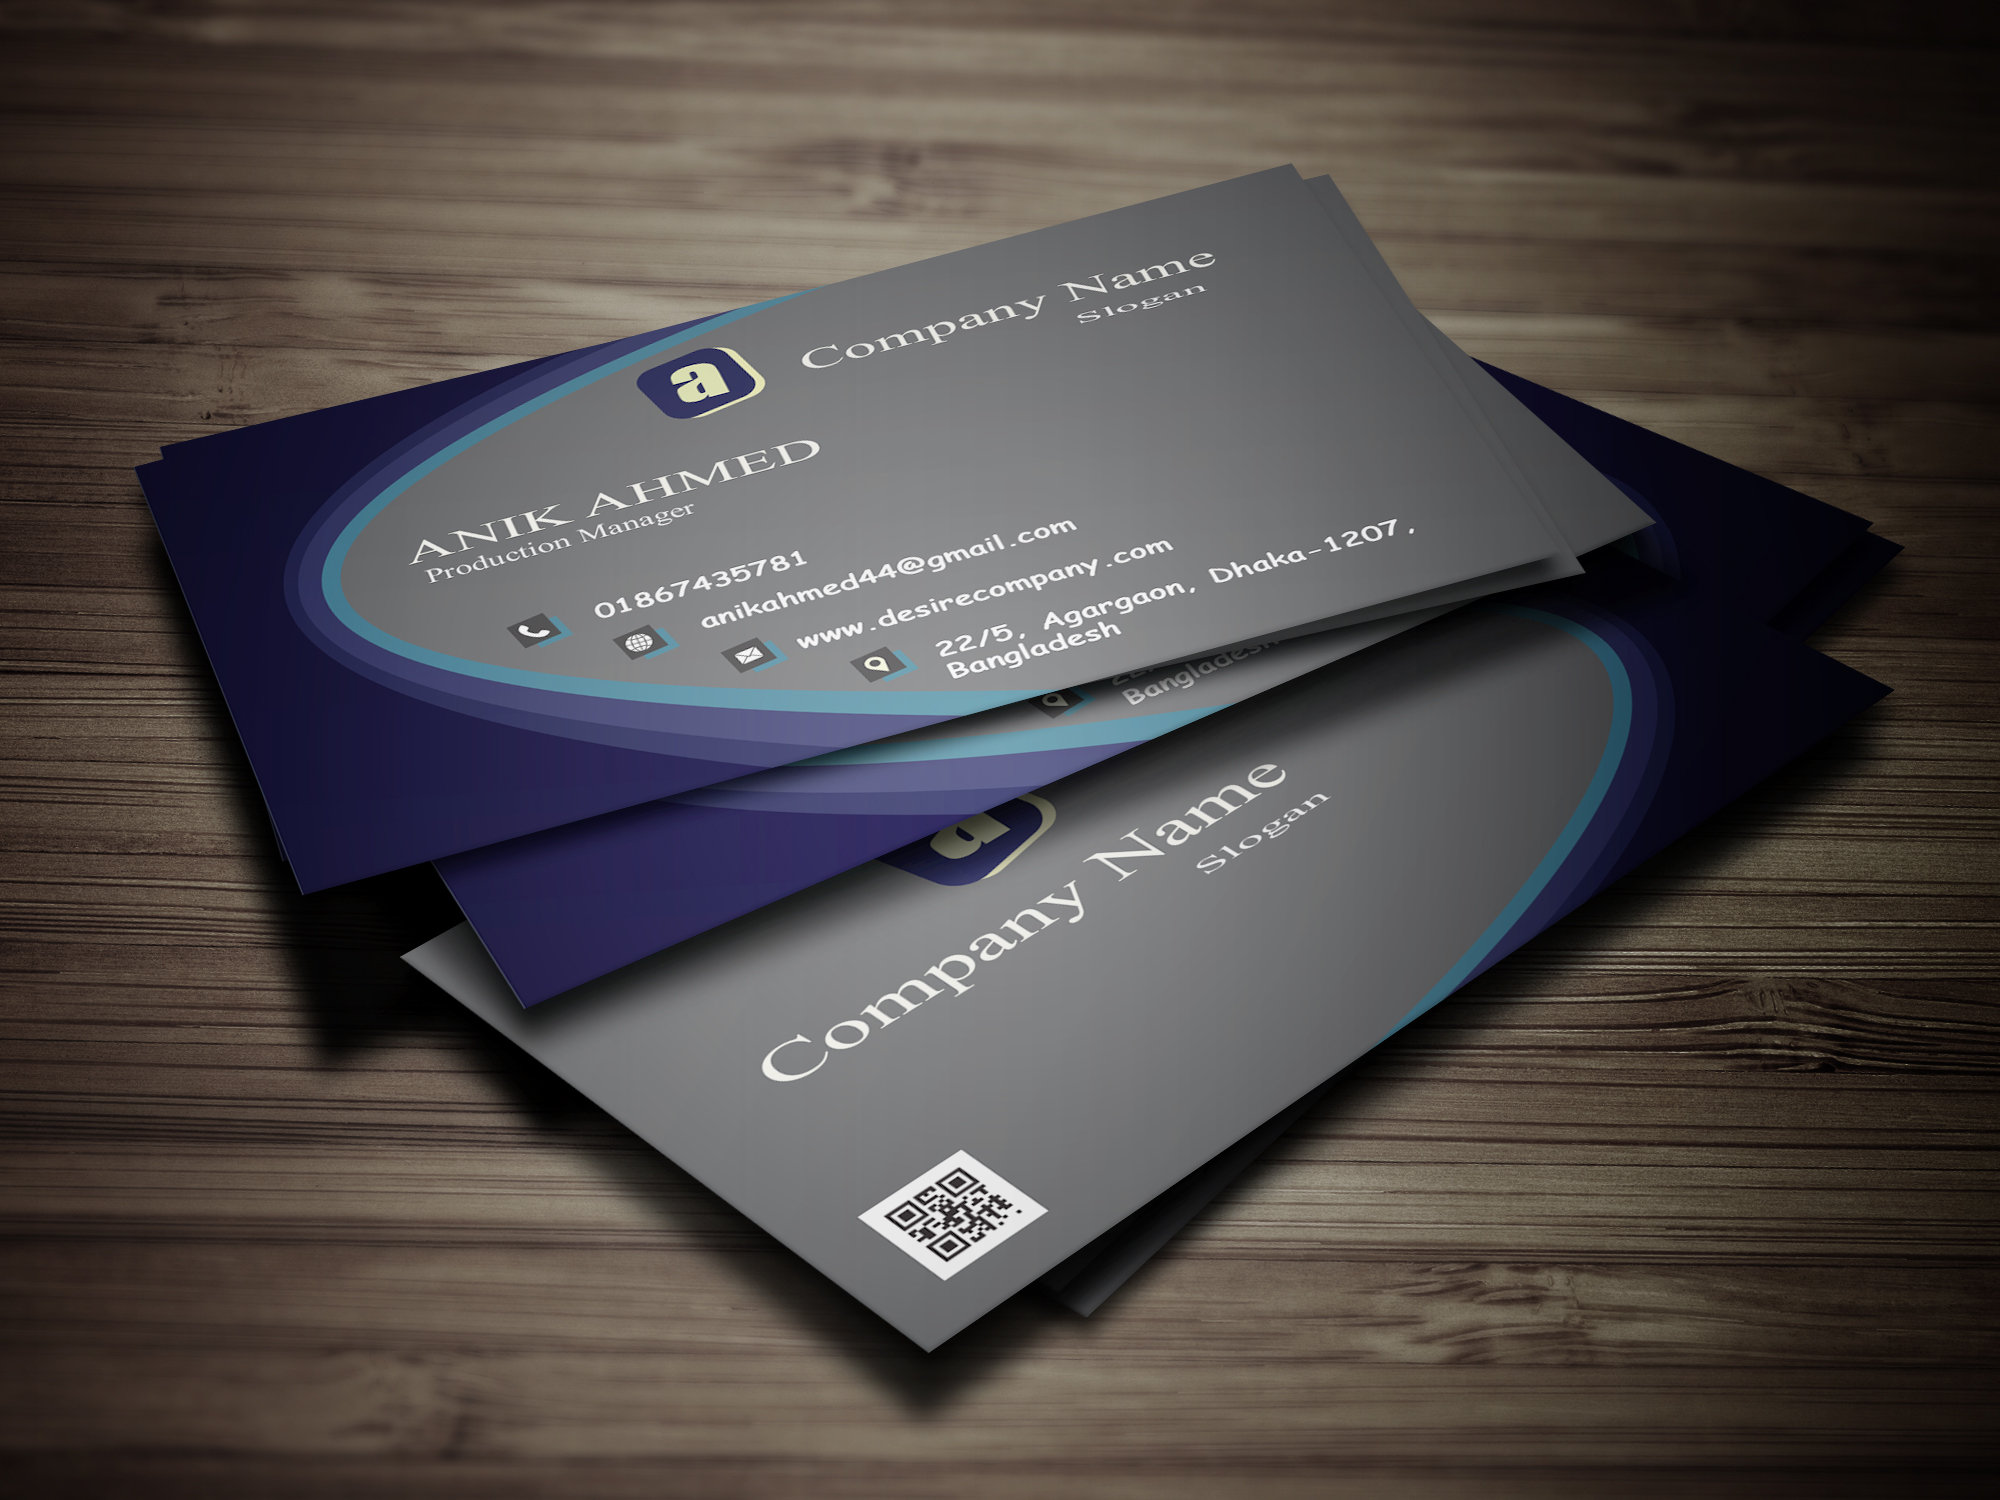 a
Company Name
Slogan
ANIK AHMED
Production Manager
01867435781
anikahmed44@gmail.com
www.desirecompany.com
22/5, Agargaon, Dhaka-1207,
Bangladesh
Bangladesh
a
Company Name
Slogan